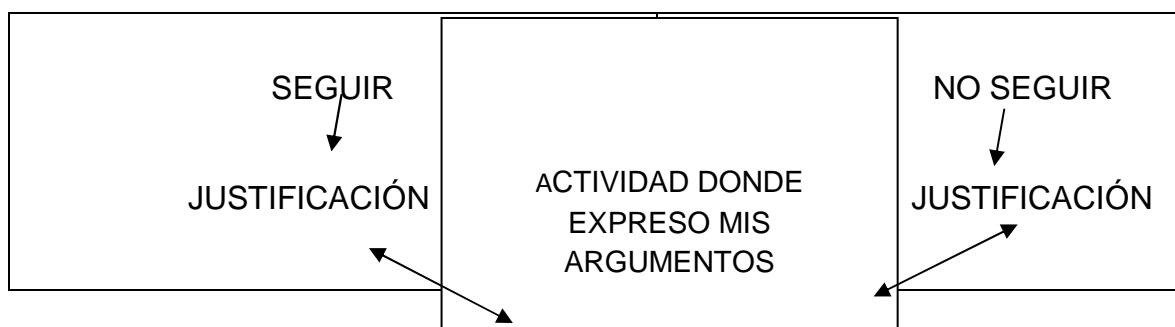 SEGUIR
JUSTIFICACIÓN
ACTIVIDAD DONDE
EXPRESO MIS
ARGUMENTOS
NO SEGUIR
JUSTIFICACIÓN